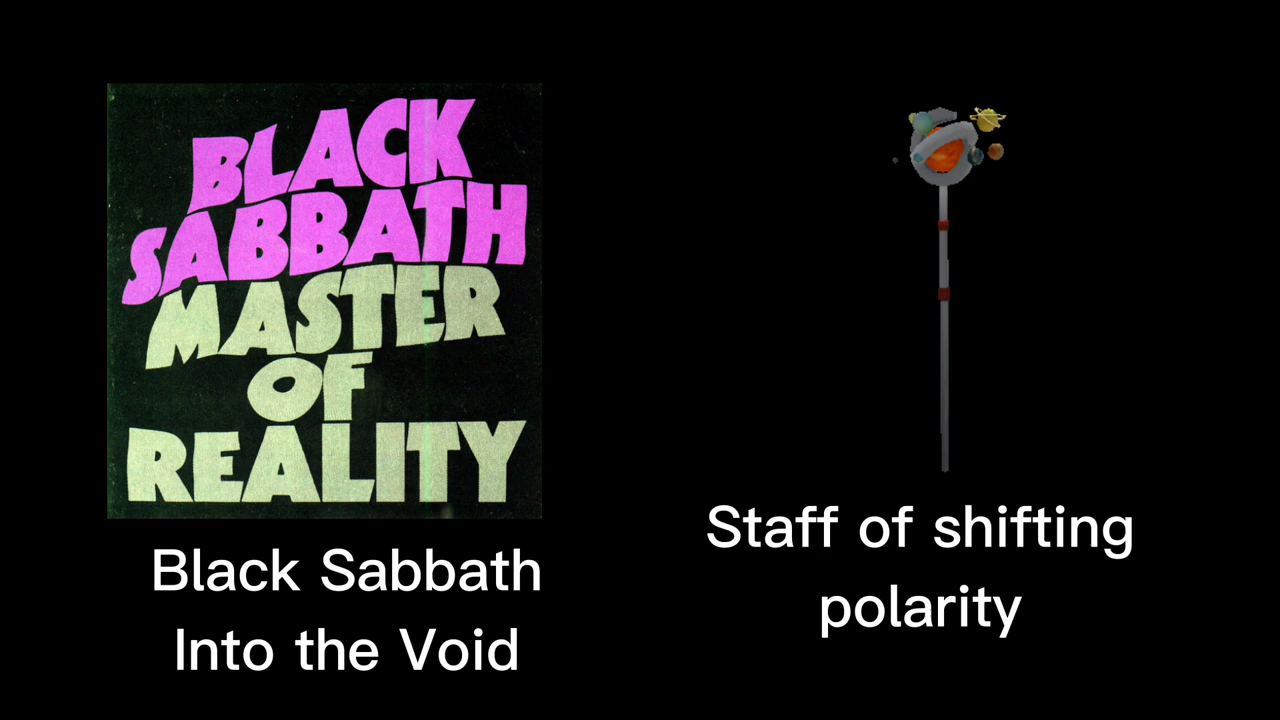 BLACK
SABBATH
MASTER
OF
REALITY
Black Sabbath
Into the Void
Staff of shifting
polarity